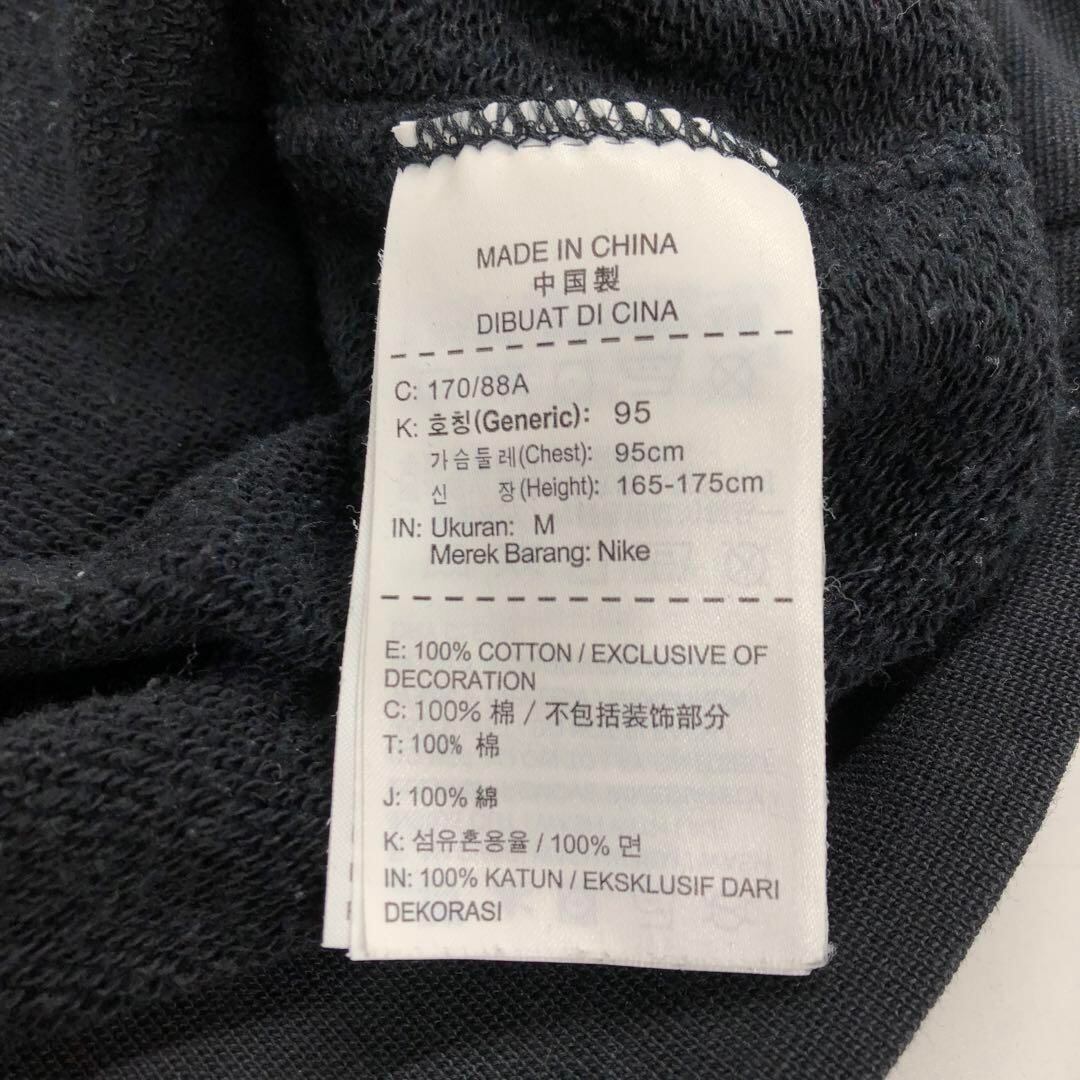 MADE IN CHINA
中国製
DIBUAT DI CINA
C: 170/88A
K: 호칭(Generic): 95
가슴둘레(Chest): 95cm
신 장(Height): 165-175cm
IN: Ukuran: M
Merek Barang: Nike
E: 100% COTTON / EXCLUSIVE OF
DECORATION
C: 100% 棉 / 不包括装饰部分
T: 100% 棉
J: 100% 綿
K: 섬유혼용율 / 100% 면
IN: 100% KATUN / EKSKLUSIF DARI
DEKORASI